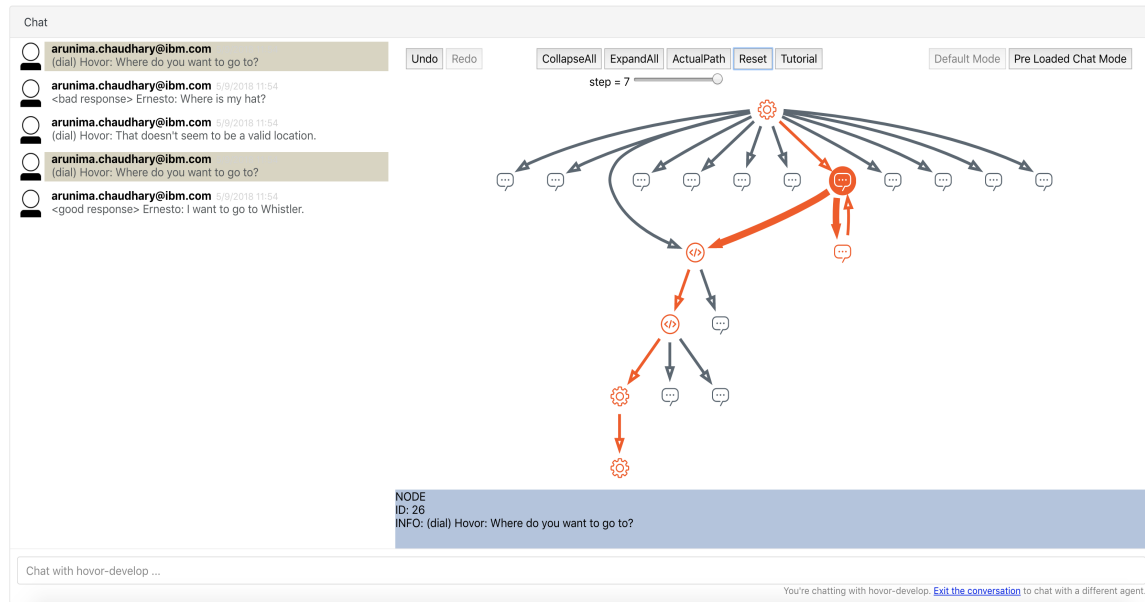 Chat
arunima.chaudhary@ibm.com
(dial) Hovor: Where do you want to go to?
arunima.chaudhary@ibm.com 5/9/2018 11:54
<bad response> Ernesto: Where is my hat?
arunima.chaudhary@ibm.com 5/9/2018 11:54
(dial) Hovor: That doesn't seem to be a valid location.
arunima.chaudhary@ibm.com
(dial) Hovor: Where do you want to go to?
arunima.chaudhary@ibm.com 5/9/2018 11:54
<good response> Ernesto: I want to go to Whistler.
Undo Redo CollapseAll ExpandAll ActualPath Reset Tutorial Default Mode Pre Loaded Chat Mode
step = 7
NODE
ID: 26
INFO: (dial) Hovor: Where do you want to go to?
Chat with hovor-develop ...
You're chatting with hovor-develop. Exit the conversation to chat with a different agent